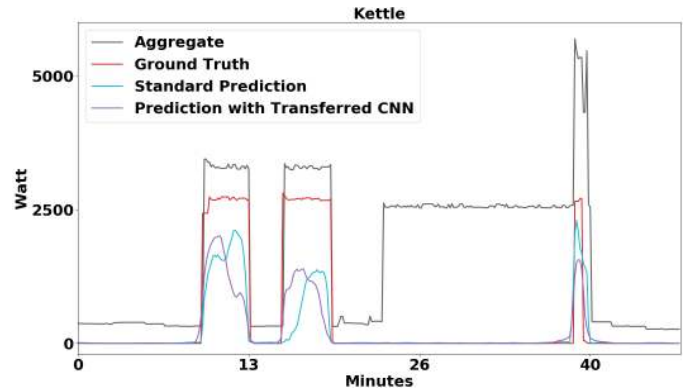 Kettle
Aggregate
Ground Truth
Standard Prediction
Prediction with Transferred CNN
5000
2500
0
Watt
0 13 26 40
Minutes